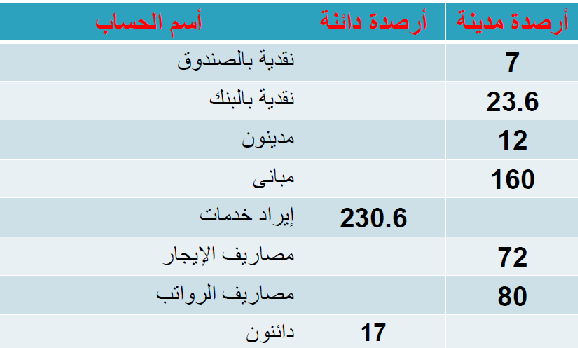 أرصدة مدينة أرصدة دائنة أسم الحساب
7 نقدية بالصندوق
23.6 نقدية بالبنك
12 مدينون
160 مبانى
230.6 إيراد خدمات
72 مصاريف الإيجار
80 مصاريف الرواتب
17 دائنون